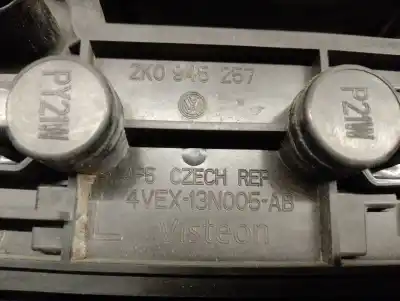 2K0 945 257
PY21W
P21W
CZECH REP
4VEX-13N005-AB
L
Visteon